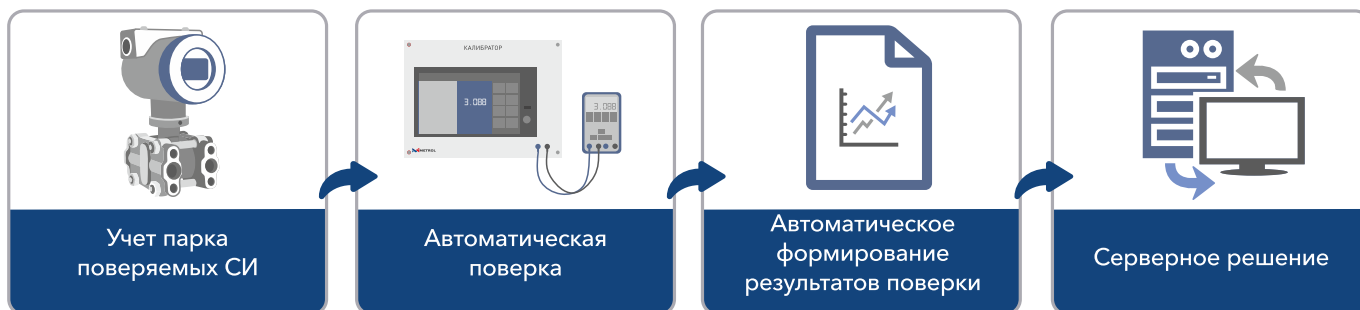 КАЛИБРАТОР
3.088
3.088
METROL
Учет парка
поверяемых СИ
Автоматическая
поверка
Автоматическое
формирование
результатов поверки
Серверное решение